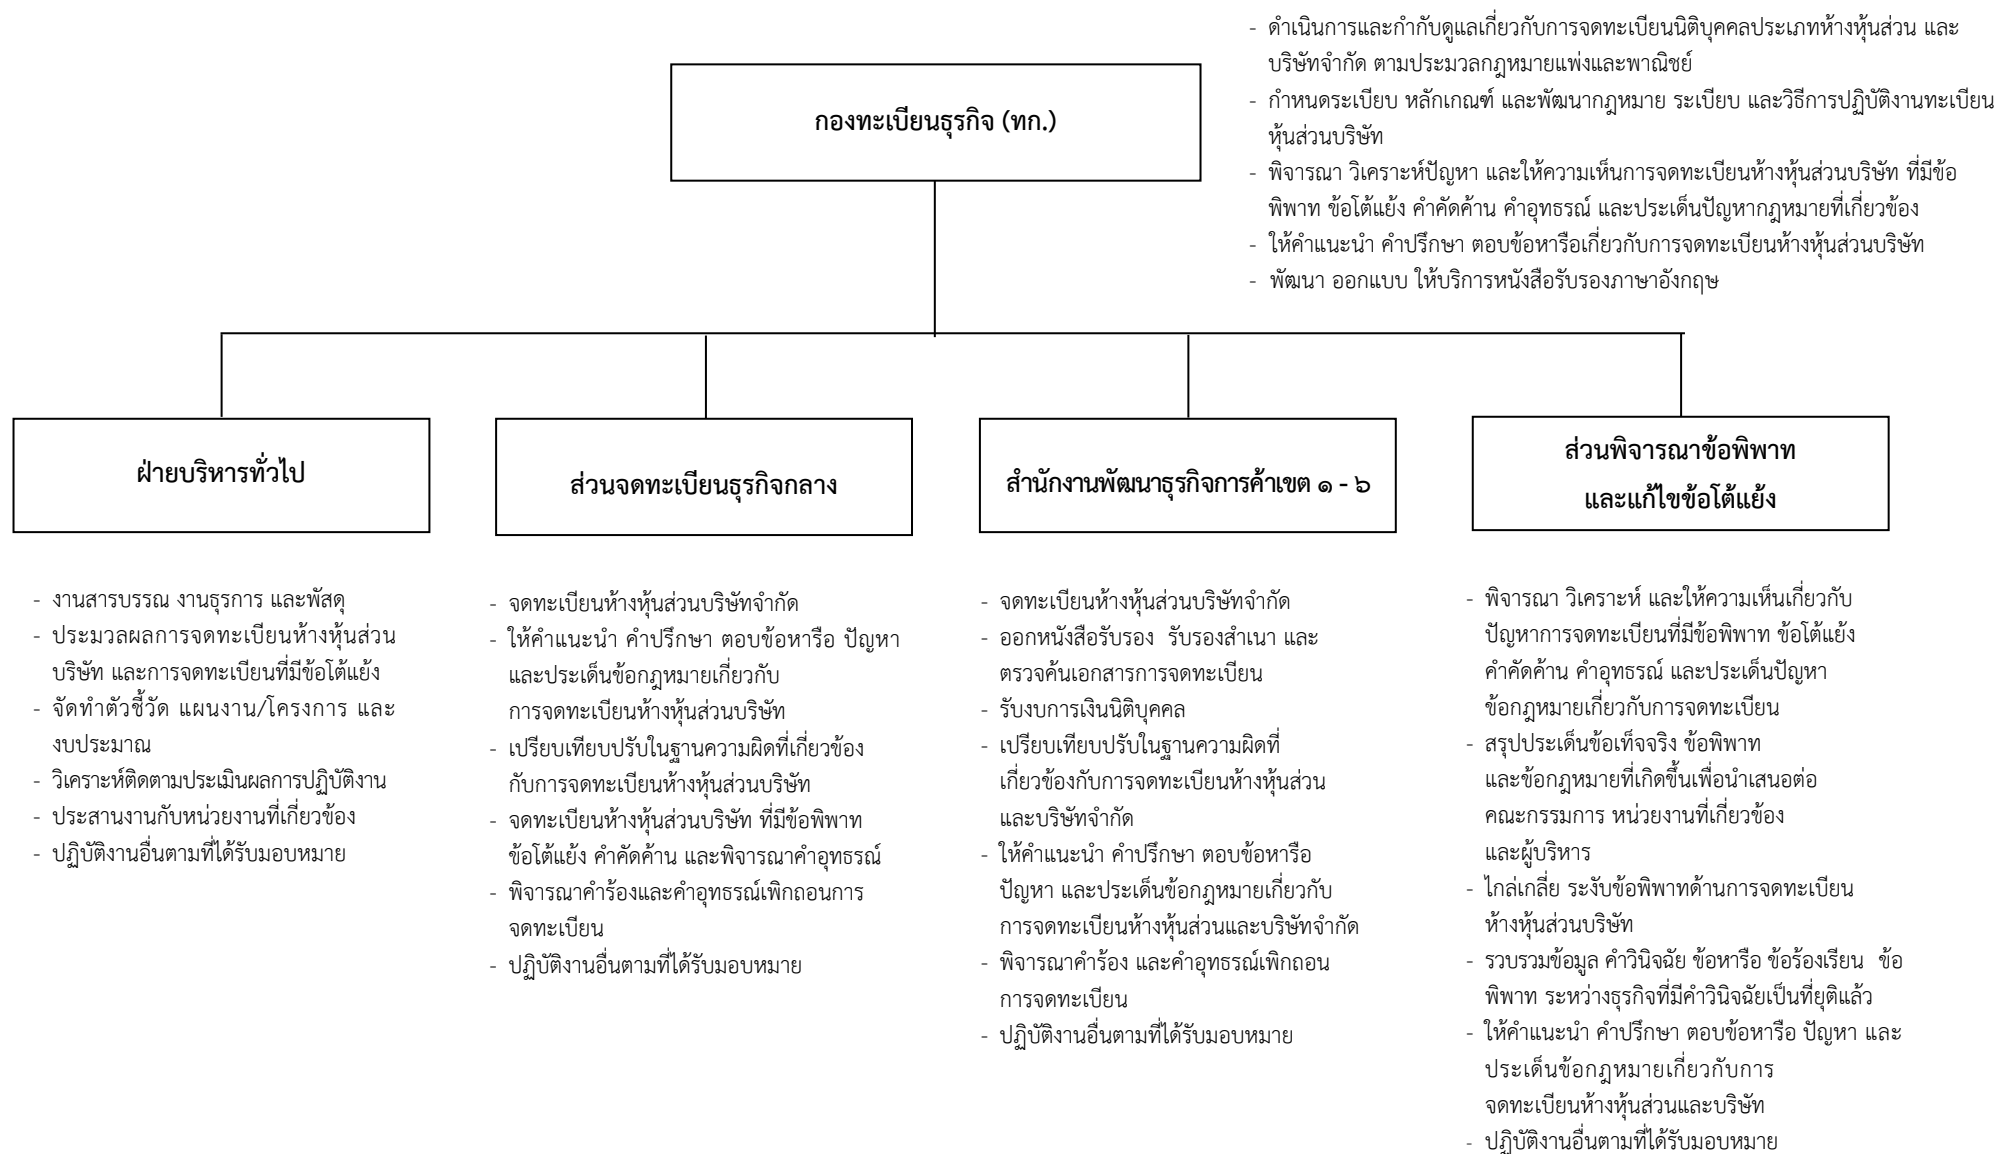 กองทะเบียนธุรกิจ (ทก.)
- ดำเนินการและกำกับดูแลเกี่ยวกับการจดทะเบียนนิติบุคคลประเภทห้างหุ้นส่วน และ
บริษัทจำกัด ตามประมวลกฎหมายแพ่งและพาณิชย์
- กำหนดระเบียบ หลักเกณฑ์ และพัฒนากฎหมาย ระเบียบ และวิธีการปฏิบัติงานทะเบียน
หุ้นส่วนบริษัท
- พิจารณา วิเคราะห์ปัญหา และให้ความเห็นการจดทะเบียนห้างหุ้นส่วนบริษัท ที่มีข้อ
พิพาท ข้อโต้แย้ง คำคัดค้าน คำอุทธรณ์ และประเด็นปัญหากฎหมายที่เกี่ยวข้อง
- ให้คำแนะนำ คำปรึกษา ตอบข้อหารือเกี่ยวกับการจดทะเบียนห้างหุ้นส่วนบริษัท
- พัฒนา ออกแบบ ให้บริการหนังสือรับรองภาษาอังกฤษ
ฝ่ายบริหารทั่วไป
- งานสารบรรณ งานธุรการ และพัสดุ
- ประมวลผลการจดทะเบียนห้างหุ้นส่วน
บริษัท และการจดทะเบียนที่มีข้อโต้แย้ง
- จัดทำตัวชี้วัด แผนงาน/โครงการ และ
งบประมาณ
- วิเคราะห์ติดตามประเมินผลการปฏิบัติงาน
- ประสานงานกับหน่วยงานที่เกี่ยวข้อง
- ปฏิบัติงานอื่นตามที่ได้รับมอบหมาย
ส่วนจดทะเบียนธุรกิจกลาง
- จดทะเบียนห้างหุ้นส่วนบริษัทจำกัด
- ให้คำแนะนำ คำปรึกษา ตอบข้อหารือ ปัญหา
และประเด็นข้อกฎหมายเกี่ยวกับ
การจดทะเบียนห้างหุ้นส่วนบริษัท
- เปรียบเทียบปรับในฐานความผิดที่เกี่ยวข้อง
กับการจดทะเบียนห้างหุ้นส่วนบริษัท
- จดทะเบียนห้างหุ้นส่วนบริษัท ที่มีข้อพิพาท
ข้อโต้แย้ง คำคัดค้าน และพิจารณาคำอุทธรณ์
- พิจารณาคำร้องและคำอุทธรณ์เพิกถอนการ
จดทะเบียน
- ปฏิบัติงานอื่นตามที่ได้รับมอบหมาย
สำนักงานพัฒนาธุรกิจการค้าเขต ๑ - ๖
- จดทะเบียนห้างหุ้นส่วนบริษัทจำกัด
- ออกหนังสือรับรอง รับรองสำเนา และ
ตรวจค้นเอกสารการจดทะเบียน
- รับงบการเงินนิติบุคคล
- เปรียบเทียบปรับในฐานความผิดที่
เกี่ยวข้องกับการจดทะเบียนห้างหุ้นส่วน
และบริษัทจำกัด
- ให้คำแนะนำ คำปรึกษา ตอบข้อหารือ
ปัญหา และประเด็นข้อกฎหมายเกี่ยวกับ
การจดทะเบียนห้างหุ้นส่วนและบริษัทจำกัด
- พิจารณาคำร้อง และคำอุทธรณ์เพิกถอน
การจดทะเบียน
- ปฏิบัติงานอื่นตามที่ได้รับมอบหมาย
ส่วนพิจารณาข้อพิพาท
และแก้ไขข้อโต้แย้ง
- พิจารณา วิเคราะห์ และให้ความเห็นเกี่ยวกับ
ปัญหาการจดทะเบียนที่มีข้อพิพาท ข้อโต้แย้ง
คำคัดค้าน คำอุทธรณ์ และประเด็นปัญหา
ข้อกฎหมายเกี่ยวกับการจดทะเบียน
- สรุปประเด็นข้อเท็จจริง ข้อพิพาท
และข้อกฎหมายที่เกิดขึ้นเพื่อนำเสนอต่อ
คณะกรรมการ หน่วยงานที่เกี่ยวข้อง
และผู้บริหาร
- ไกล่เกลี่ย ระงับข้อพิพาทด้านการจดทะเบียน
ห้างหุ้นส่วนบริษัท
- รวบรวมข้อมูล คำวินิจฉัย ข้อหารือ ข้อร้องเรียน ข้อ
พิพาท ระหว่างธุรกิจที่มีคำวินิจฉัยเป็นที่ยุติแล้ว
- ให้คำแนะนำ คำปรึกษา ตอบข้อหารือ ปัญหา และ
ประเด็นข้อกฎหมายเกี่ยวกับการ
จดทะเบียนห้างหุ้นส่วนและบริษัท
- ปฏิบัติงานอื่นตามที่ได้รับมอบหมาย